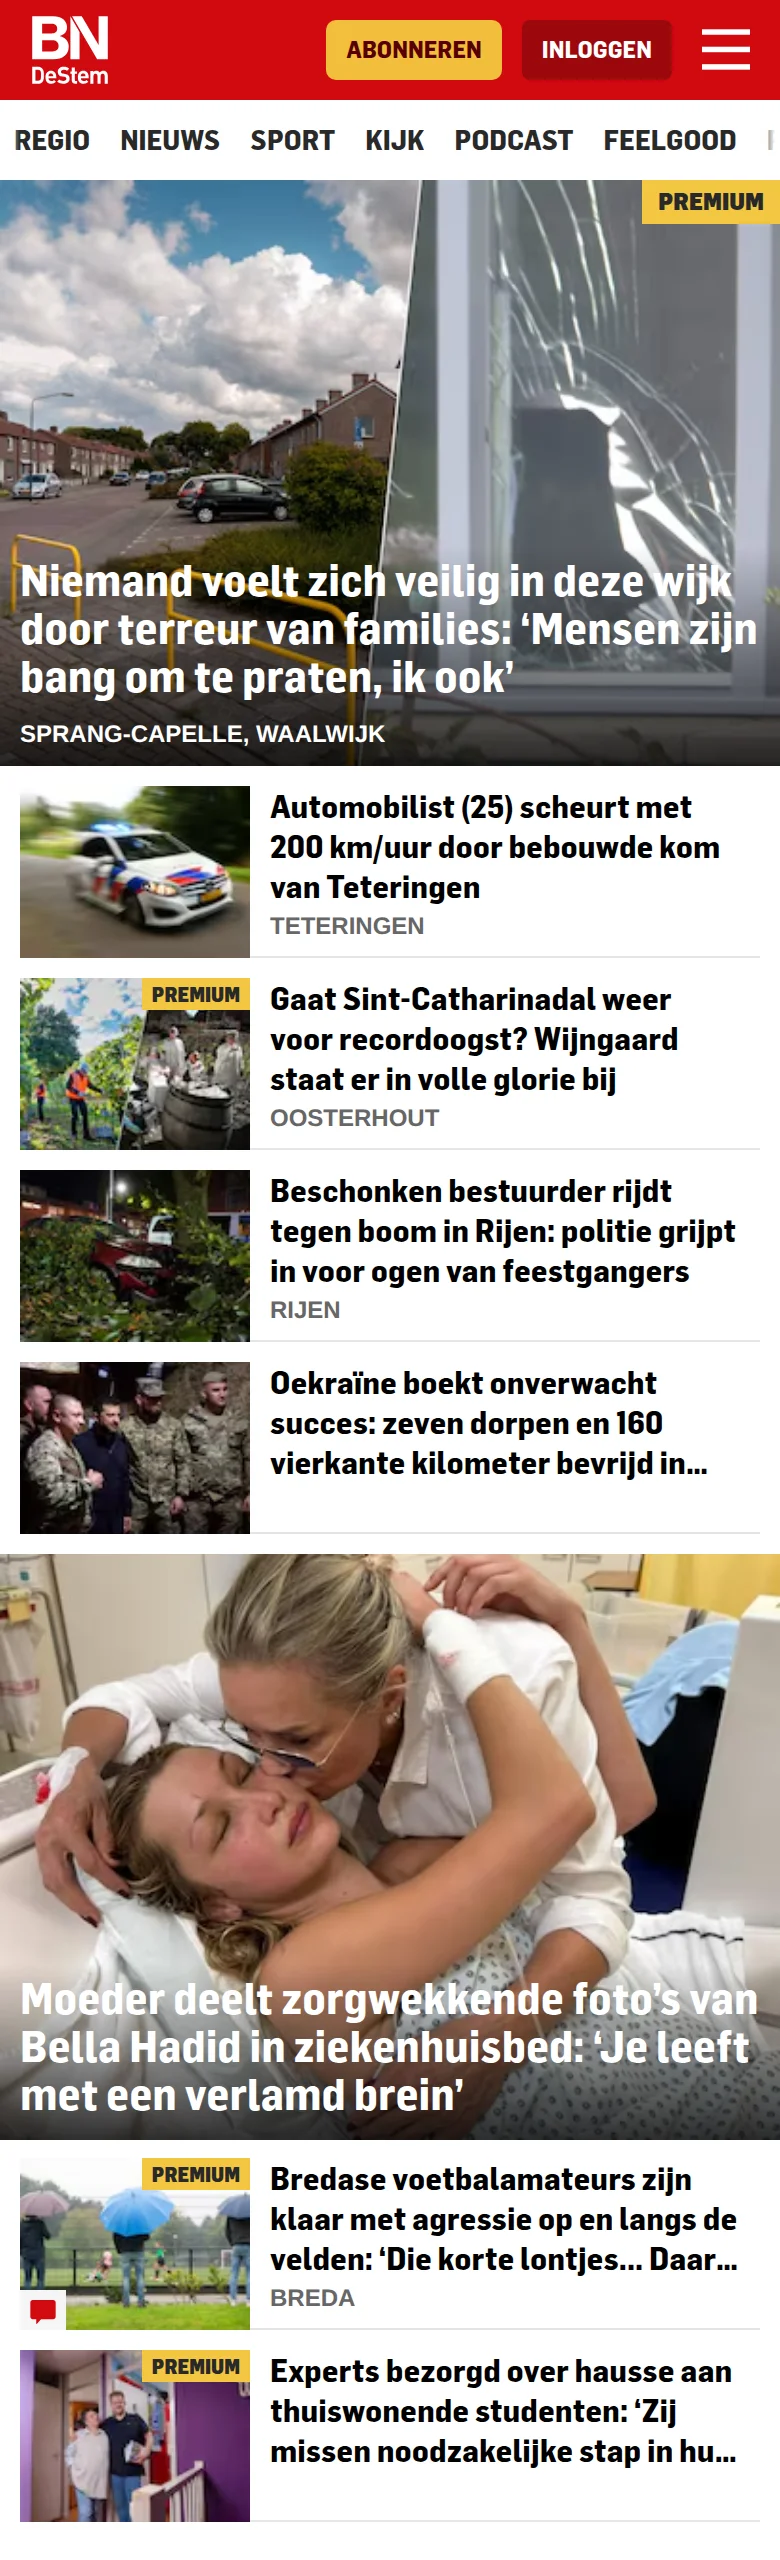 BN
DeStem
ABONNEREN
INLOGGEN
REGIO NIEUWS SPORT KIJK PODCAST FEELGOOD
PREMIUM
Niemand voelt zich veilig in deze wijk
door terreur van families: ‘Mensen zijn
bang om te praten, ik ook’
SPRANG-CAPELLE, WAALWIJK
Automobilist (25) scheurt met
200 km/uur door bebouwde kom
van Teteringen
TETERINGEN
PREMIUM
Gaat Sint-Catharinadal weer
voor recordoogst? Wijngaard
staat er in volle glorie bij
OOSTERHOUT
Beschonken bestuurder rijdt
tegen boom in Rijen: politie grijpt
in voor ogen van feestgangers
RIJEN
Oekraïne boekt onverwacht
succes: zeven dorpen en 160
vierkante kilometer bevrijd in...
Moeder deelt zorgwekkende foto’s van
Bella Hadid in ziekenhuisbed: ‘Je leeft
met een verlamd brein’
PREMIUM
Bredase voetbalamateurs zijn
klaar met agressie op en langs de
velden: ‘Die korte lontjes... Daar...
BREDA
PREMIUM
Experts bezorgd over hausse aan
thuiswonende studenten: ‘Zij
missen noodzakelijke stap in hu...